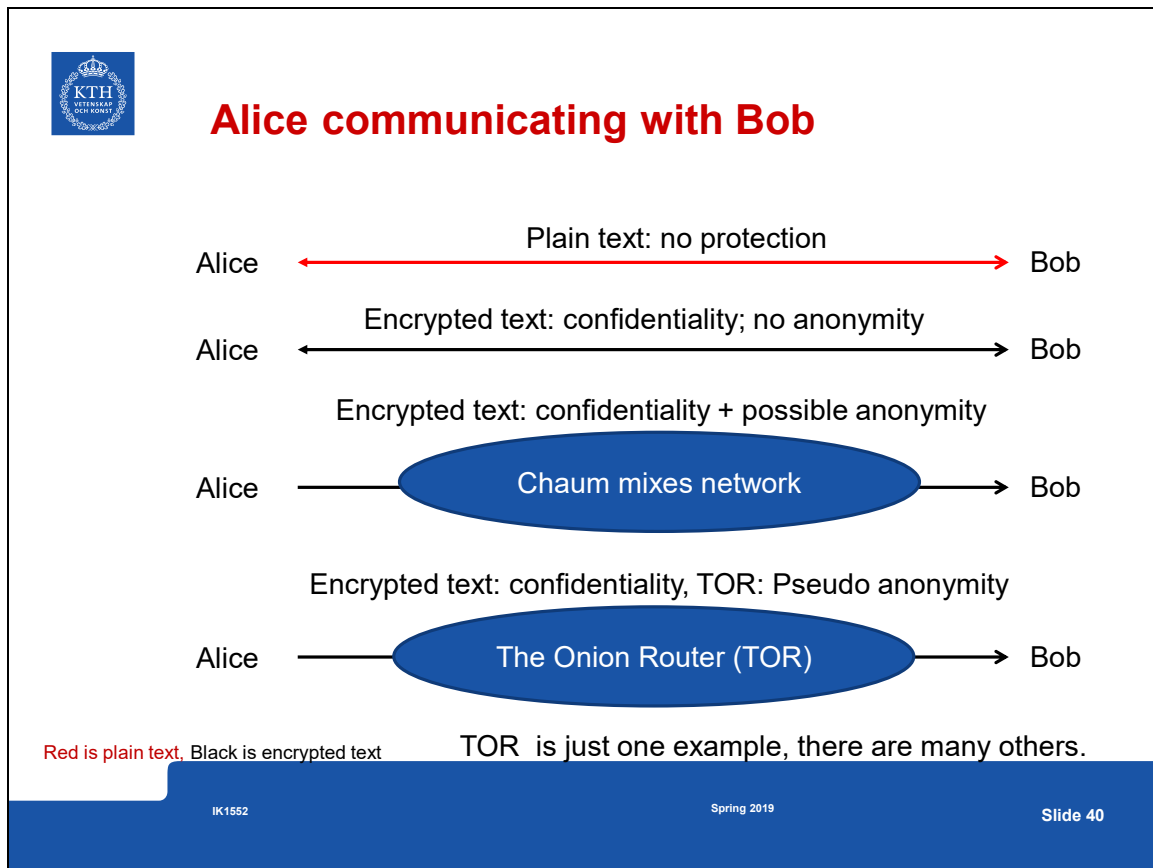 KTH
VETENSKAP
OCH KONST
Alice communicating with Bob
Plain text: no protection
Alice Bob
Encrypted text: confidentiality; no anonymity
Alice Bob
Encrypted text: confidentiality + possible anonymity
Alice Chaum mixes network Bob
Encrypted text: confidentiality, TOR: Pseudo anonymity
Alice The Onion Router (TOR) Bob
Red is plain text, Black is encrypted text TOR is just one example, there are many others.
IK1552 Spring 2019 Slide 40